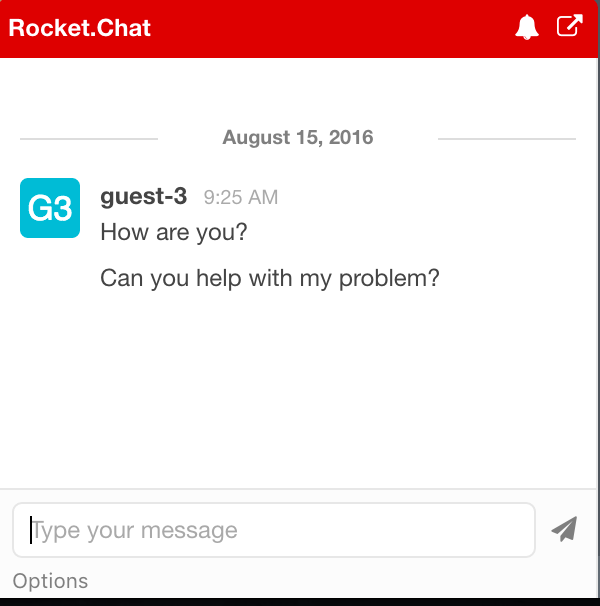 Rocket.Chat
August 15, 2016
G3
guest-3 9:25 AM
How are you?
Can you help with my problem?
Type your message
Options